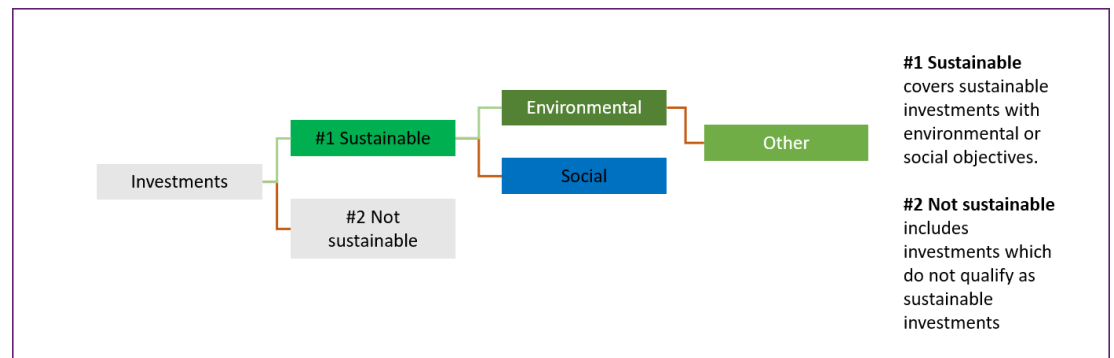 Investments
#1 Sustainable
#2 Not
sustainable
Environmental
Social
Other
#1 Sustainable
covers sustainable
investments with
environmental or
social objectives.
#2 Not sustainable
includes
investments which
do not qualify as
sustainable
investments